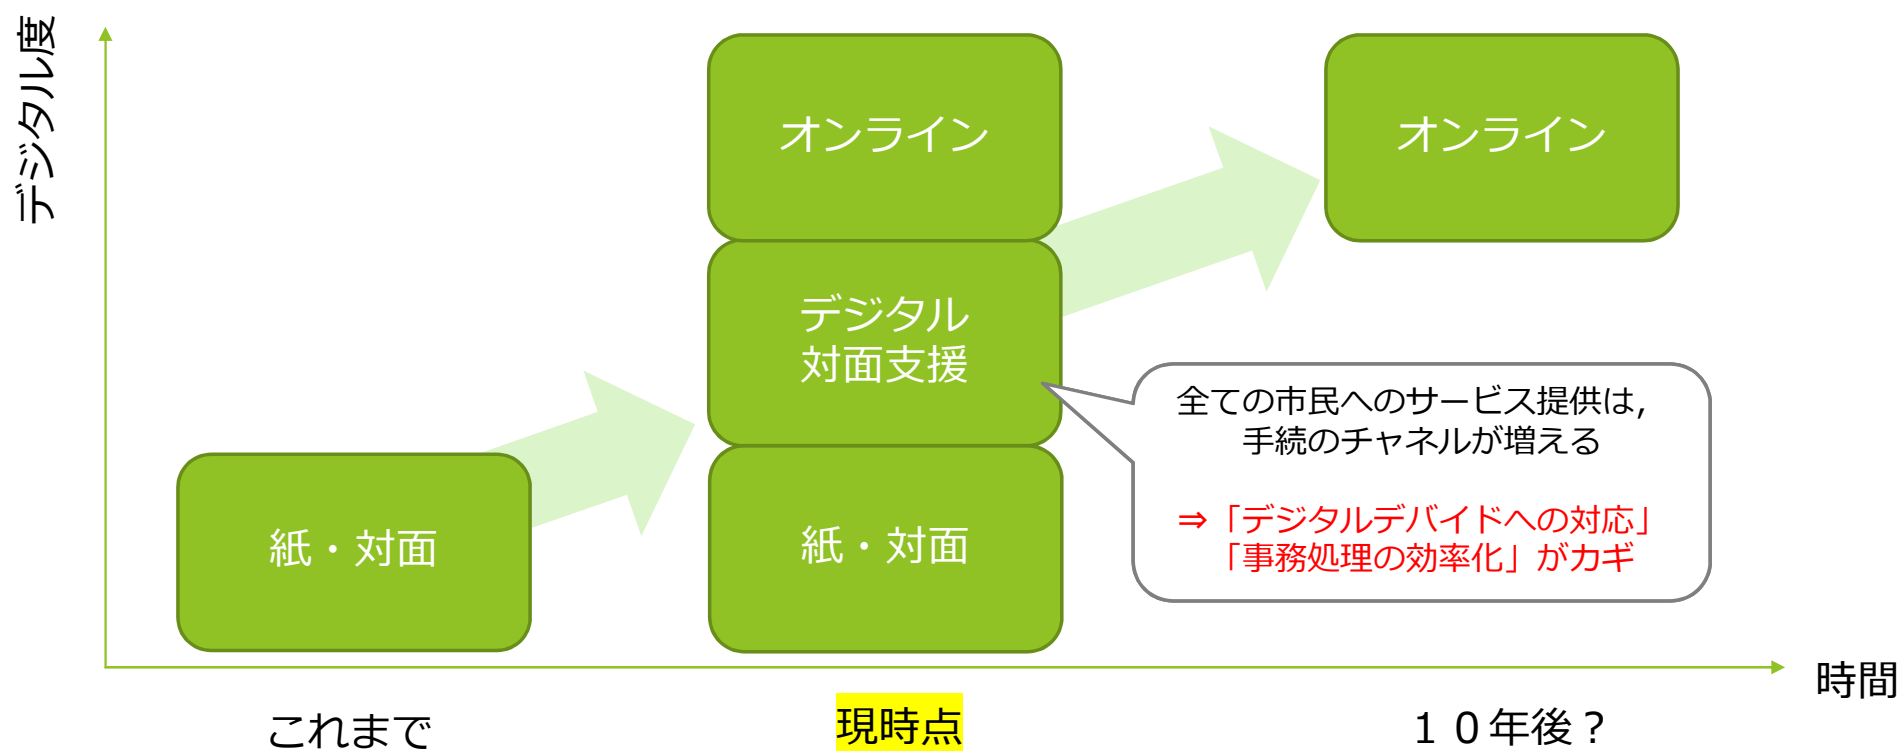 デジタル度
オンライン
オンライン
デジタル
対面支援
全ての市民へのサービス提供は,
手続のチャネルが増える
⇒「デジタルデバイドへの対応」
「事務処理の効率化」がカギ
紙・対面
紙・対面
時間
これまで
現時点
１０年後？